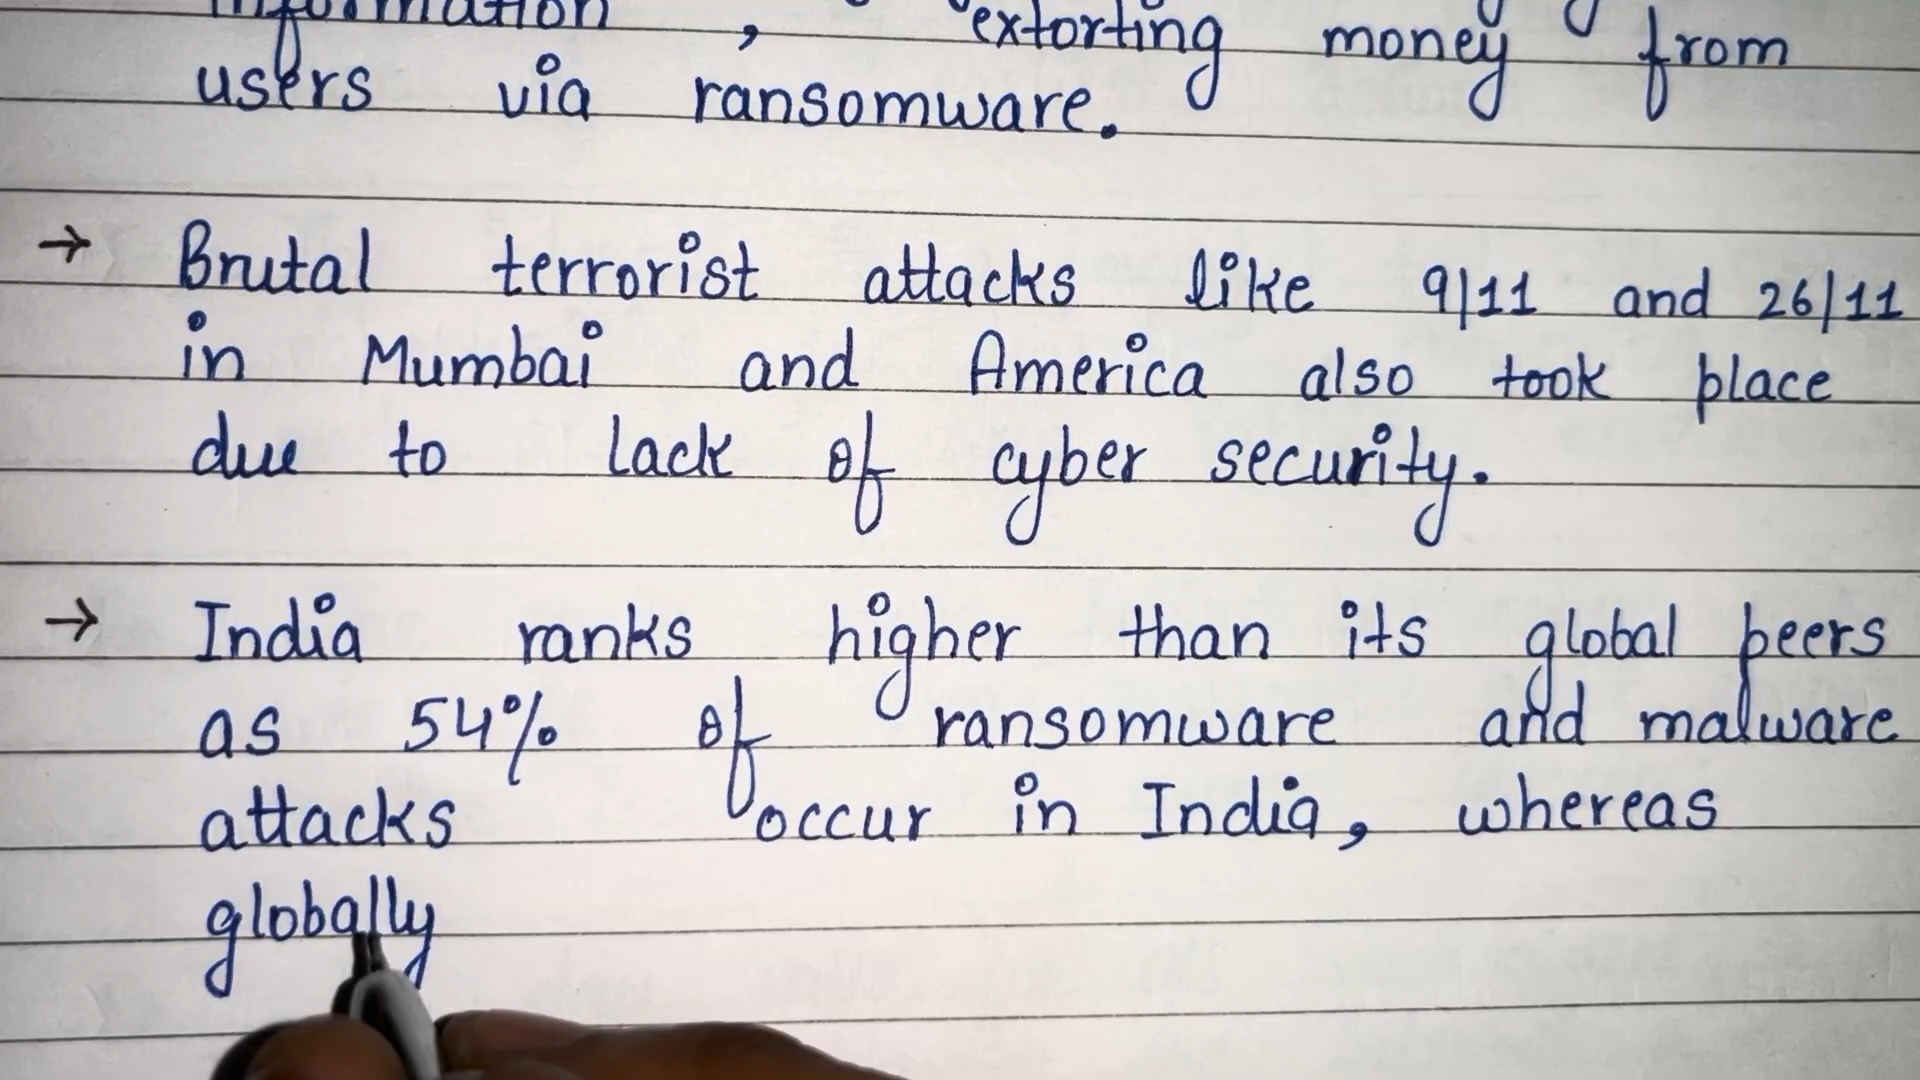 information , extorting money from
users via ransomware.
→ Brutal terrorist attacks like 9/11 and 26/11
in Mumbai and America also took place
due to lack of cyber security.
→ India ranks higher than its global peers
as 54% of ransomware and malware
attacks occur in India, whereas
globally